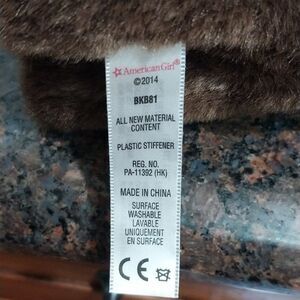 American Girl®
©2014
BKB81
ALL NEW MATERIAL
CONTENT
PLASTIC STIFFENER
REG. NO.
PA-11392 (HK)
MADE IN CHINA
SURFACE
WASHABLE
LAVABLE
UNIQUEMENT
EN SURFACE
CE